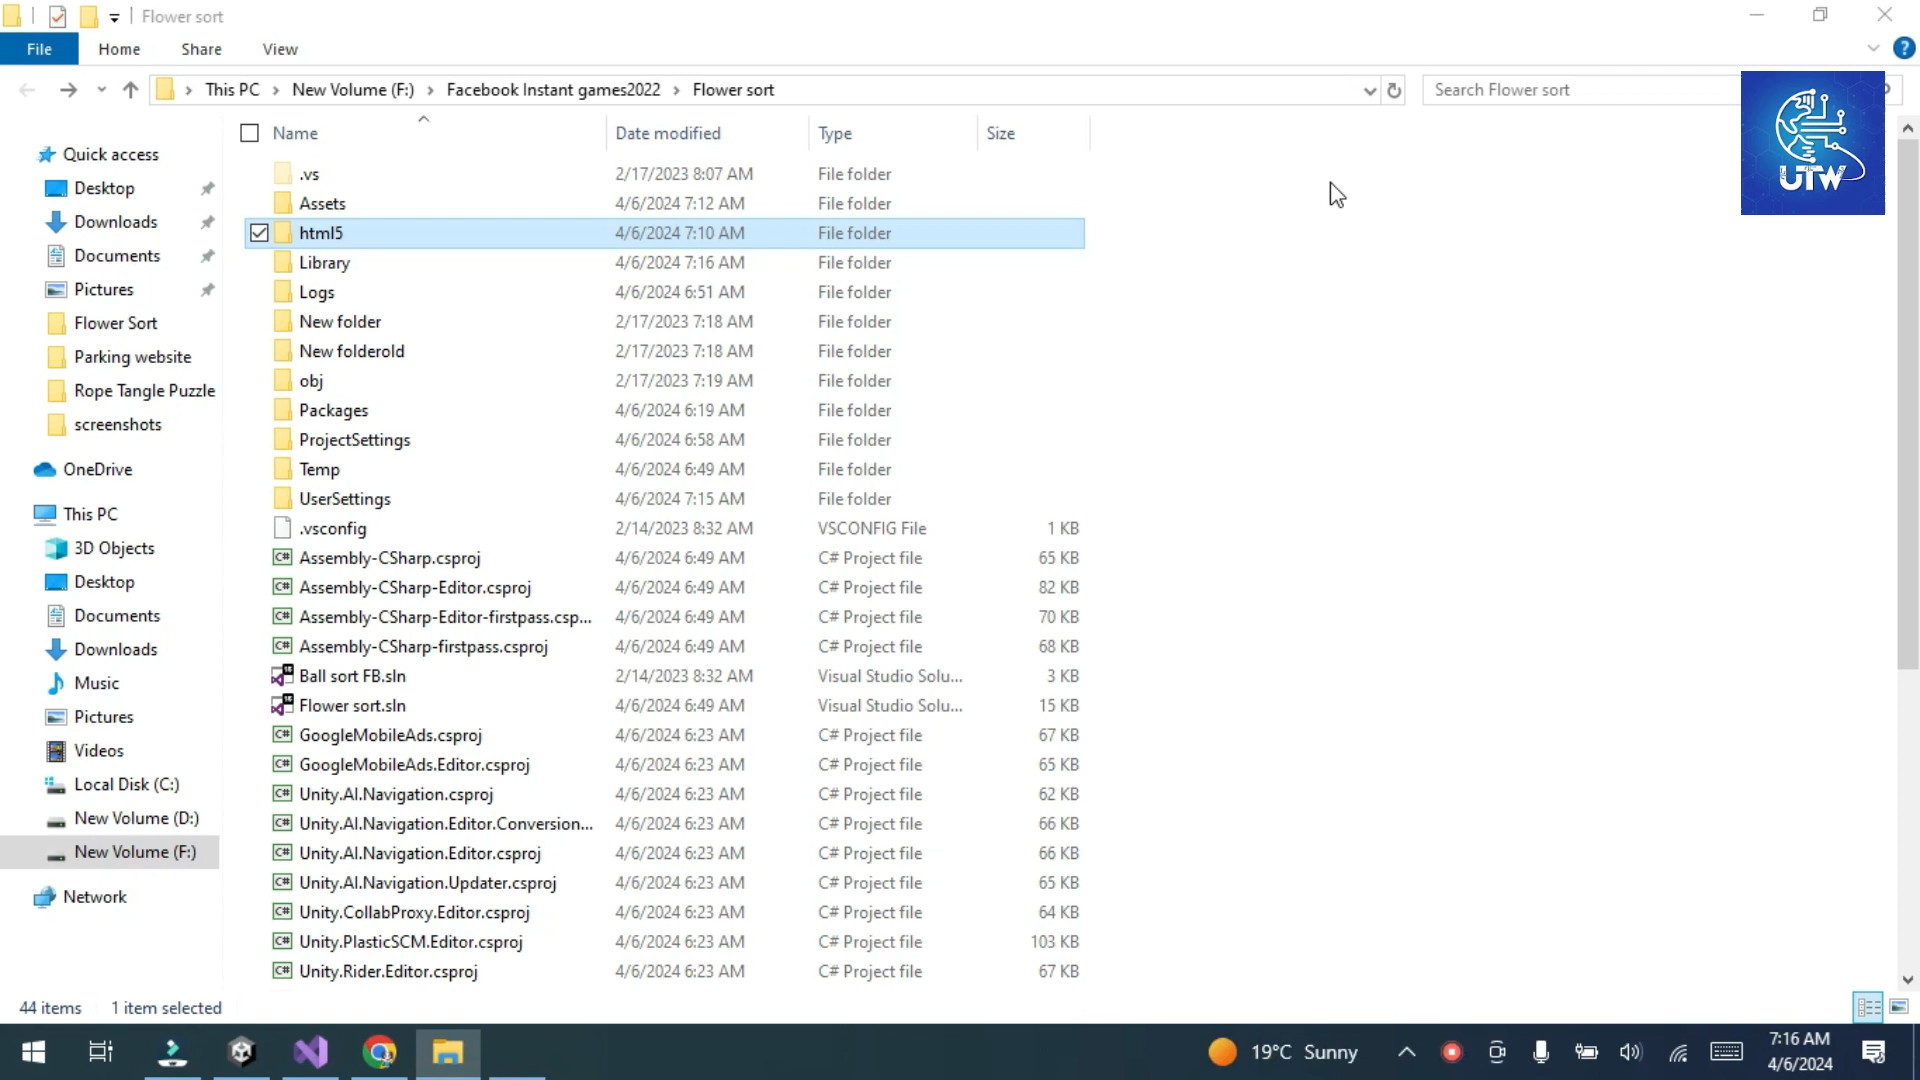 Flower sort
File Home Share View
This PC New Volume (F:) Facebook Instant games2022 Flower sort
Search Flower sort
UTW
Name Date modified Type Size
Quick access
Desktop
Downloads
Documents
Pictures
Flower Sort
Parking website
Rope Tangle Puzzle
screenshots
OneDrive
This PC
3D Objects
Desktop
Documents
Downloads
Music
Pictures
Videos
Local Disk (C:)
New Volume (D:)
New Volume (F:)
Network
.vs 2/17/2023 8:07 AM File folder
Assets 4/6/2024 7:12 AM File folder
html5 4/6/2024 7:10 AM File folder
Library 4/6/2024 7:16 AM File folder
Logs 4/6/2024 6:51 AM File folder
New folder 2/17/2023 7:18 AM File folder
New folderold 2/17/2023 7:18 AM File folder
obj 2/17/2023 7:19 AM File folder
Packages 4/6/2024 6:19 AM File folder
ProjectSettings 4/6/2024 6:58 AM File folder
Temp 4/6/2024 6:49 AM File folder
UserSettings 4/6/2024 7:15 AM File folder
.vsconfig 2/14/2023 8:32 AM VSCONFIG File 1 KB
Assembly-CSharp.csproj 4/6/2024 6:49 AM C# Project file 65 KB
Assembly-CSharp-Editor.csproj 4/6/2024 6:49 AM C# Project file 82 KB
Assembly-CSharp-Editor-firstpass.csp... 4/6/2024 6:49 AM C# Project file 70 KB
Assembly-CSharp-firstpass.csproj 4/6/2024 6:49 AM C# Project file 68 KB
Ball sort FB.sln 2/14/2023 8:32 AM Visual Studio Solu... 3 KB
Flower sort.sln 4/6/2024 6:49 AM Visual Studio Solu... 15 KB
GoogleMobileAds.csproj 4/6/2024 6:23 AM C# Project file 67 KB
GoogleMobileAds.Editor.csproj 4/6/2024 6:23 AM C# Project file 65 KB
Unity.AI.Navigation.csproj 4/6/2024 6:23 AM C# Project file 62 KB
Unity.AI.Navigation.Editor.Conversion... 4/6/2024 6:23 AM C# Project file 66 KB
Unity.AI.Navigation.Editor.csproj 4/6/2024 6:23 AM C# Project file 66 KB
Unity.AI.Navigation.Updater.csproj 4/6/2024 6:23 AM C# Project file 65 KB
Unity.CollabProxy.Editor.csproj 4/6/2024 6:23 AM C# Project file 64 KB
Unity.PlasticSCM.Editor.csproj 4/6/2024 6:23 AM C# Project file 103 KB
Unity.Rider.Editor.csproj 4/6/2024 6:23 AM C# Project file 67 KB
44 items 1 item selected
19°C Sunny
7:16 AM
4/6/2024